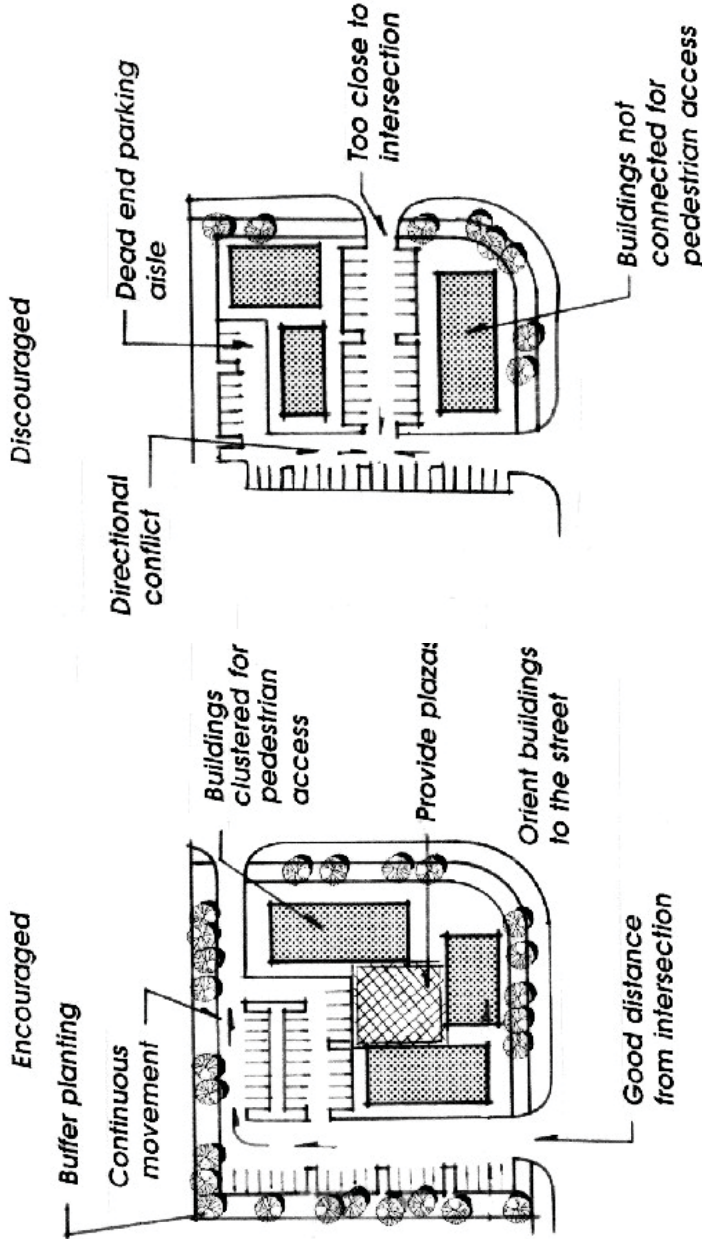 Encouraged
Buffer planting
Continuous
movement
Buildings
clustered for
pedestrian
access
Provide plazas
Orient buildings
to the street
Good distance
from intersection
Discouraged
Directional
conflict
Dead end parking
aisle
Too close to
intersection
Buildings not
connected for
pedestrian access